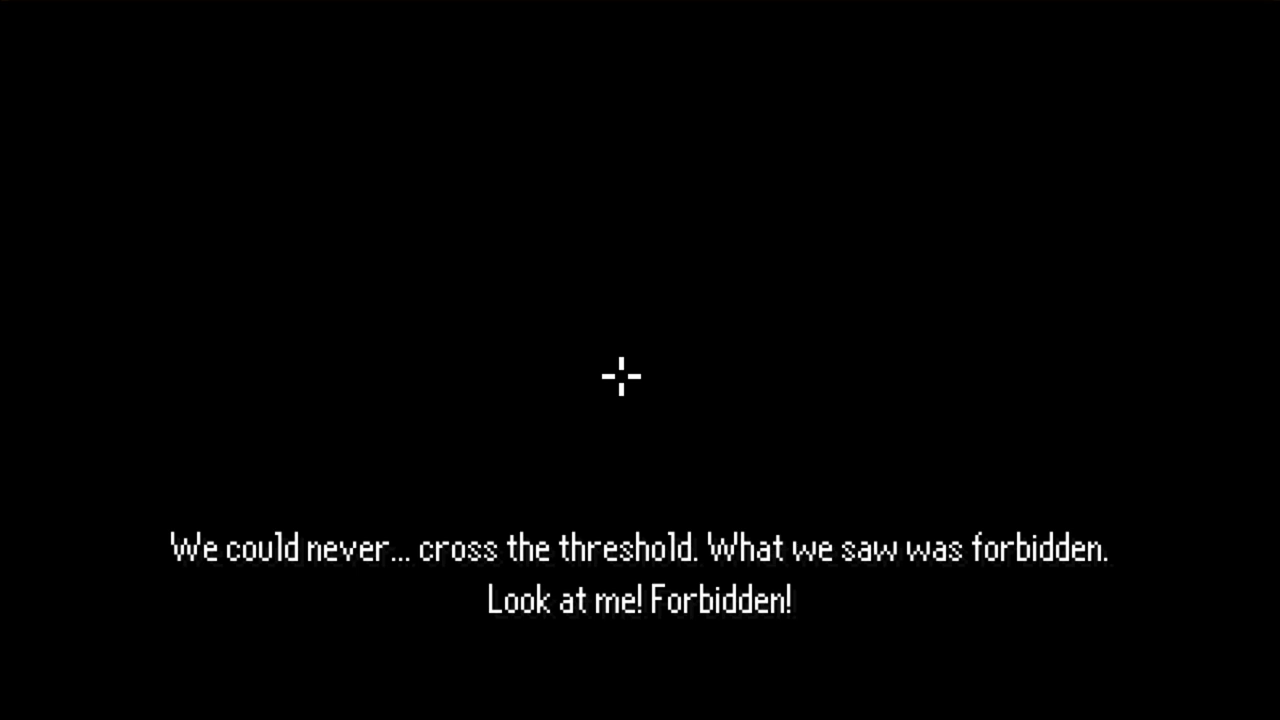 We could never... cross the threshold. What we saw was forbidden.
Look at me! Forbidden!